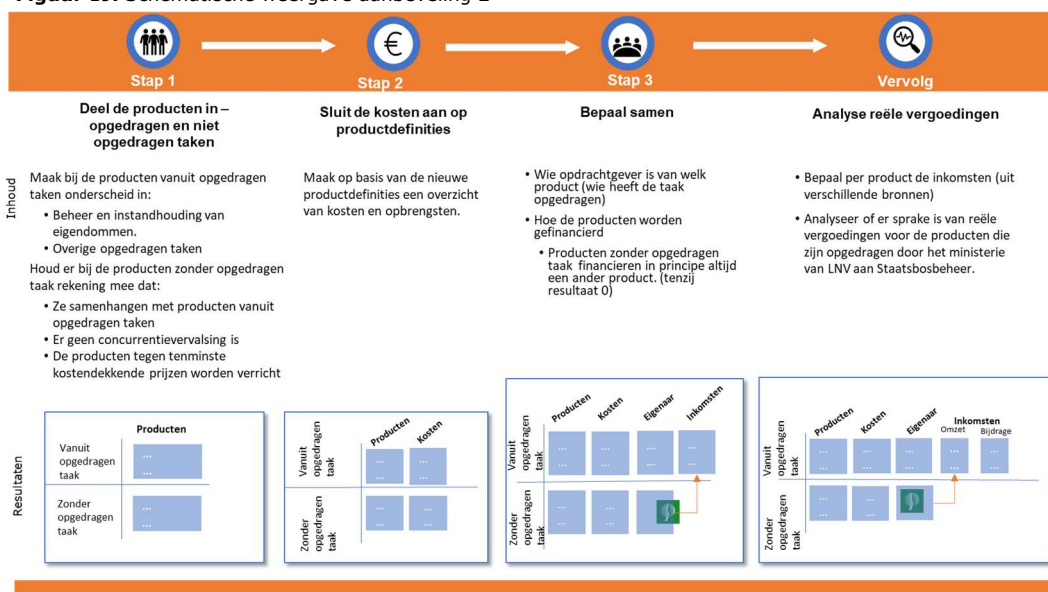 Stap 1
Stap 2
Stap 3
Vervolg
Inhoud
Deel de producten in –
opgedragen en niet
opgedragen taken
Maak bij de producten vanuit opgedragen
taken onderscheid in:
• Beheer en instandhouding van
eigendommen.
• Overige opgedragen taken
Houd er bij de producten zonder opgedragen
taak rekening mee dat:
• Ze samenhangen met producten vanuit
opgedragen taken
• Er geen concurrentievervalsing is
• De producten tegen tenminste
kostendekkende prijzen worden verricht
Sluit de kosten aan op
productdefinities
Maak op basis van de nieuwe
productdefinities een overzicht
van kosten en opbrengsten.
Bepaal samen
• Wie opdrachtgever is van welk
product (wie heeft de taak
opgedragen)
• Hoe de producten worden
gefinancierd
• Producten zonder opgedragen
taak financieren in principe altijd
een ander product. (tenzij
resultaat 0)
Analyse reële vergoedingen
• Bepaal per product de inkomsten (uit
verschillende bronnen)
• Analyseer of er sprake is van reële
vergoedingen voor de producten die
zijn opgedragen door het ministerie
van LNV aan Staatsbosbeheer.
Resultaten
Producten
Vanuit
opgedragen
taak
...
...
Zonder
opgedragen
taak
...
...
Producten
Kosten
Vanuit
opgedragen
taak
...
...
...
...
Zonder
opgedragen
taak
...
...
...
...
Producten
Kosten
Eigenaar
Inkomsten
Vanuit
opgedragen
taak
...
...
...
...
...
...
...
...
Zonder
opgedragen
taak
...
...
...
...
Producten
Kosten
Eigenaar
Inkomsten
Omzet
Bijdrage
Vanuit
opgedragen
taak
...
...
...
...
...
...
...
...
...
...
Zonder
opgedragen
taak
...
...
...
...